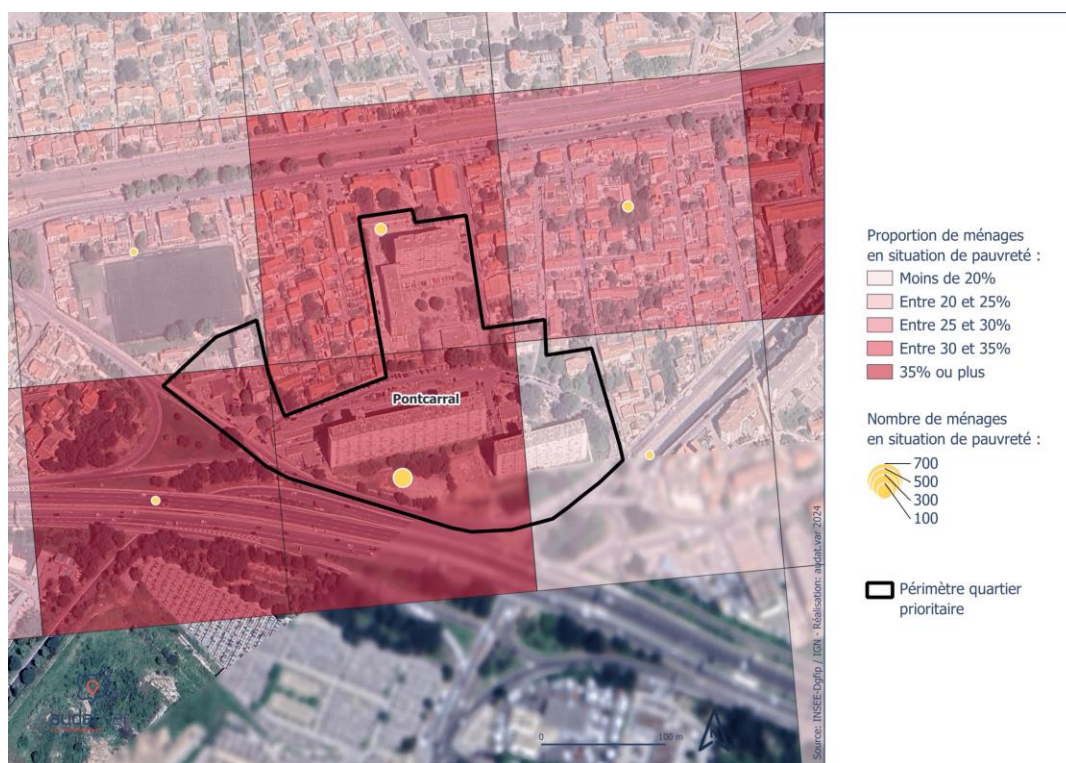 Pontcarral
Proportion de ménages
en situation de pauvreté :
Moins de 20%
Entre 20 et 25%
Entre 25 et 30%
Entre 30 et 35%
35% ou plus
Nombre de ménages
en situation de pauvreté :
700
500
300
100
Périmètre quartier
prioritaire
Source: INSEE-Dgfip / IGN - Réalisation: audat.var 2024
0 100 m
N